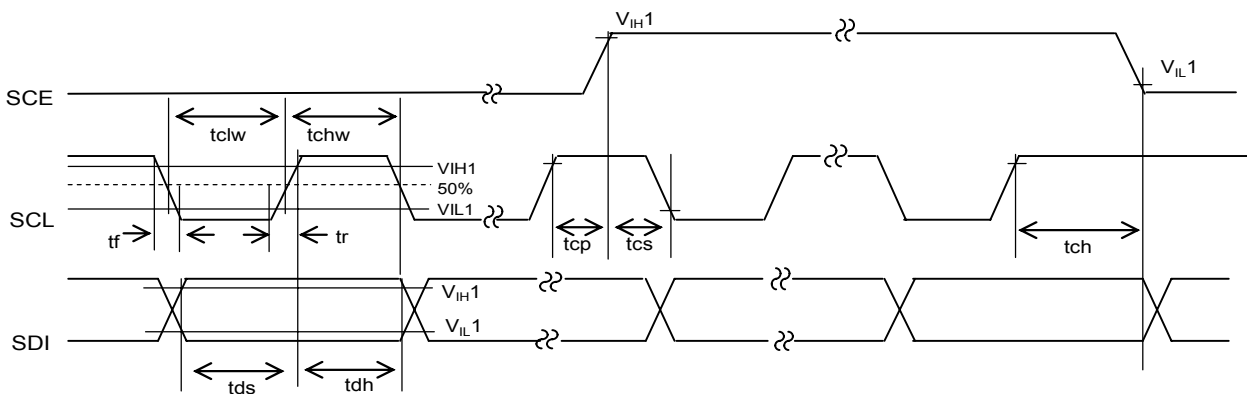 VIH1
VIL1
SCE
tclw tchw
VIH1
50%
VIL1
SCL
tf tr
tcp tcs
tch
VIH1
VIL1
SDI
tds tdh